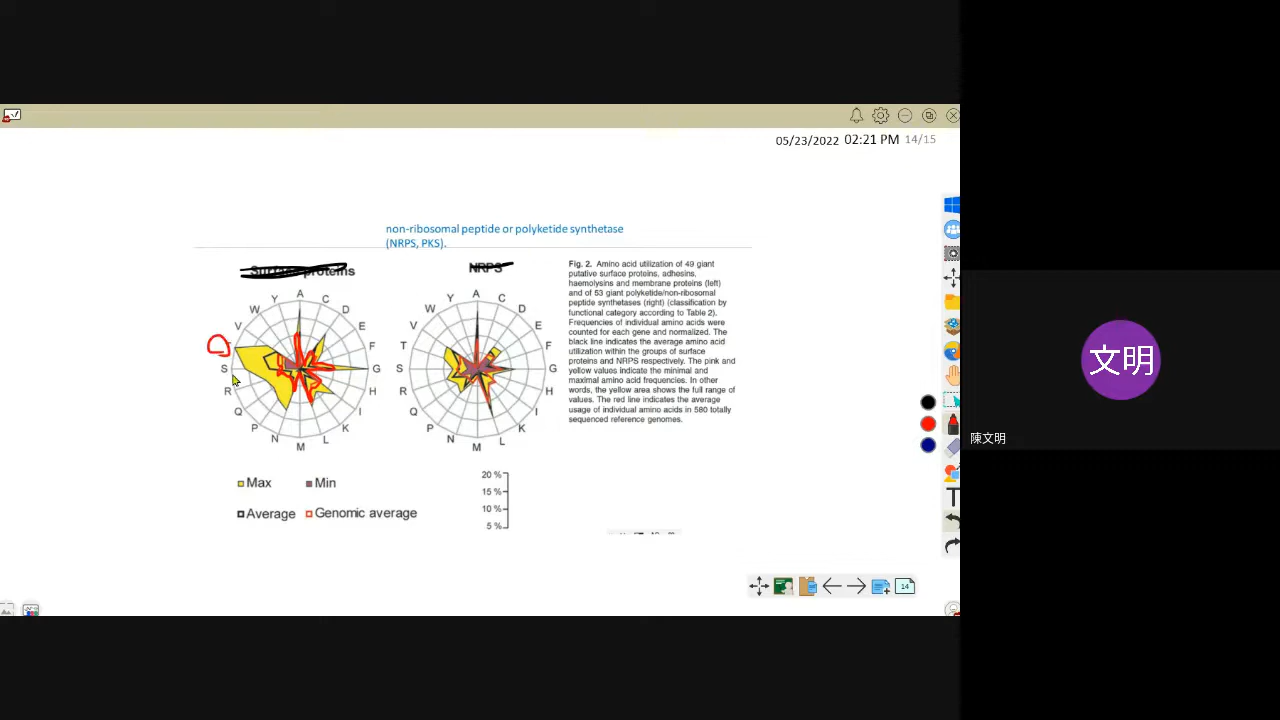 05/23/2022 02:21 PM 14/15
non-ribosomal peptide or polyketide synthetase
(NRPS, PKS).
Surface proteins
NRPS
Fig. 2. Amino acid utilization of 49 giant
putative surface proteins, adhesins,
haemolysins and membrane proteins (left)
and of 53 giant polyketide/non-ribosomal
peptide synthetases (right) (classification by
functional category according to Table 2).
Frequencies of individual amino acids were
counted for each gene and normalized. The
black line indicates the average amino acid
utilization within the groups of surface
proteins and NRPS respectively. The pink and
yellow values indicate the minimal and
maximal amino acid frequencies. In other
words, the yellow area shows the full range of
values. The red line indicates the average
usage of individual amino acids in 580 totally
sequenced reference genomes.
A C D E F G H I K L M N P Q R S V W Y
A C D E F G H I K L M N P Q R S T V W Y
Max Min
Average Genomic average
20 %
15 %
10 %
5 %
14
文明
陳文明